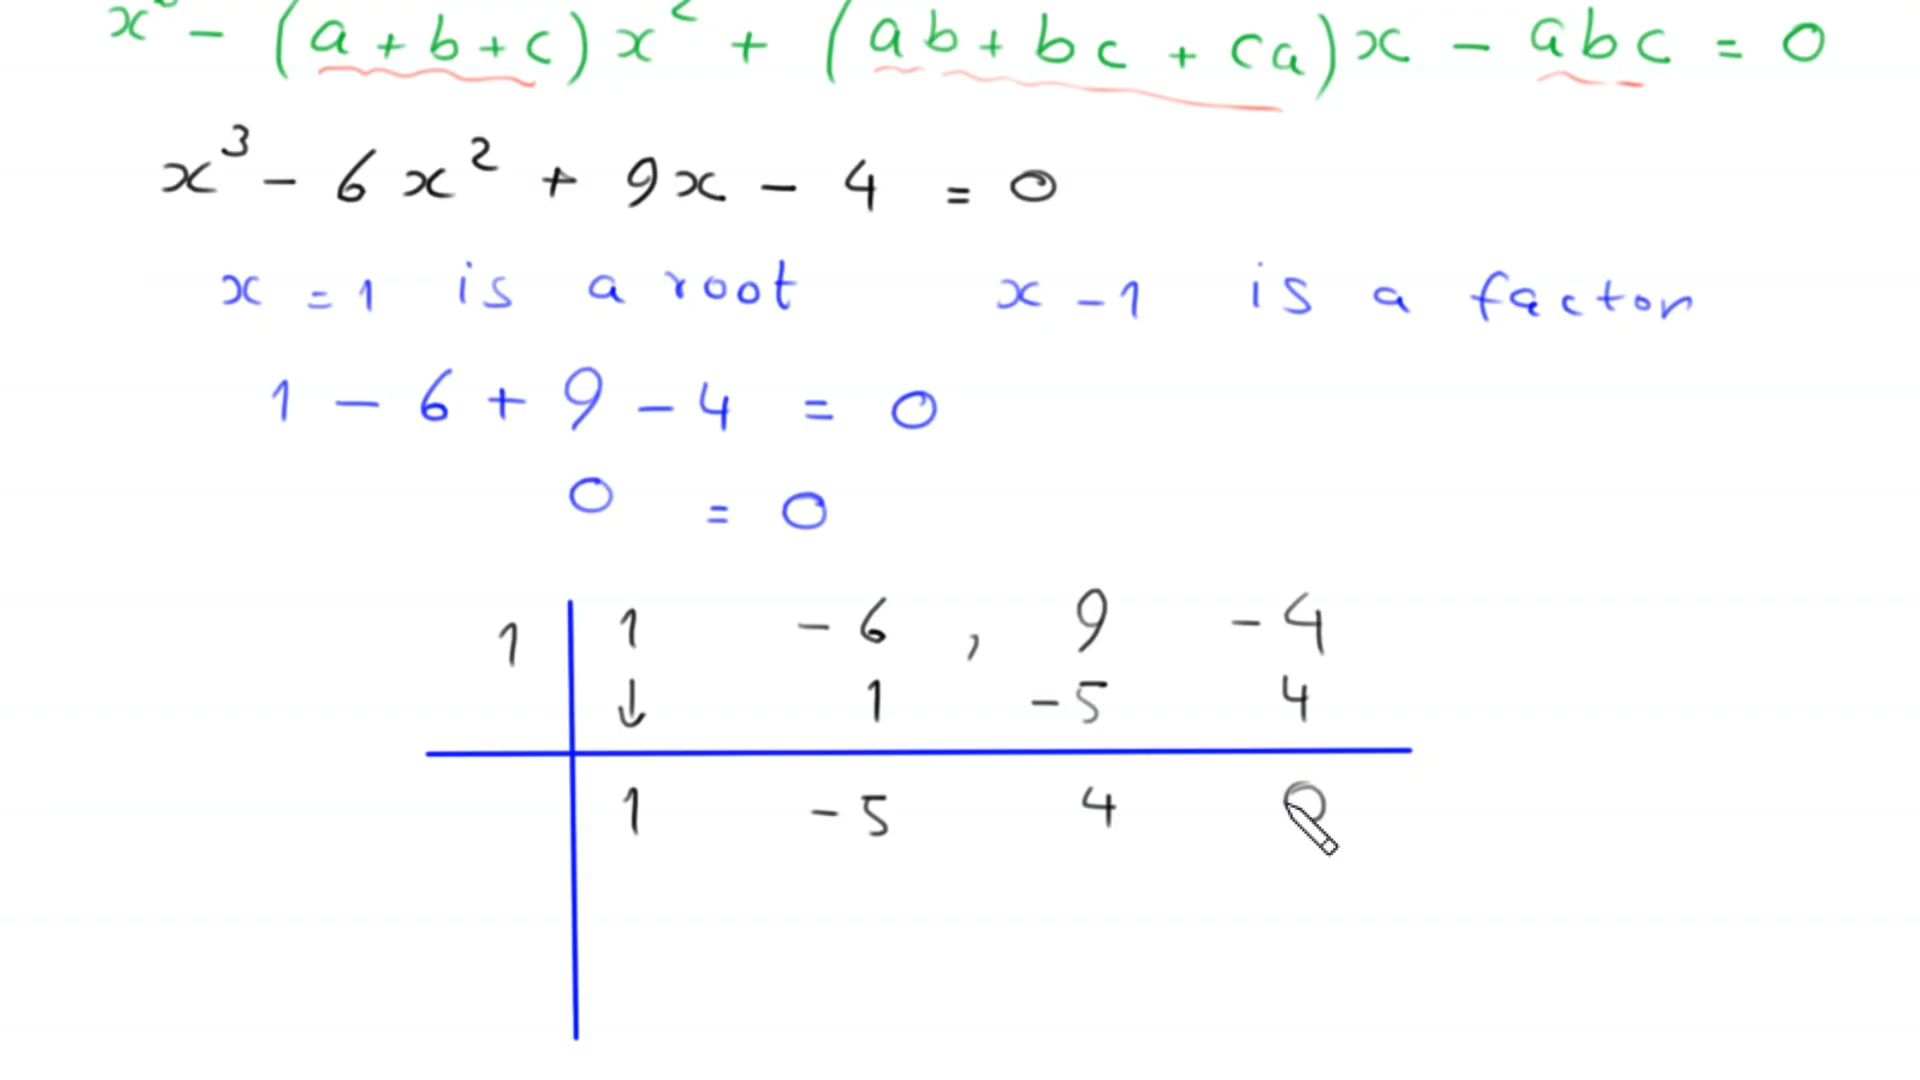 x³ - (a+b+c)x² + (ab+bc+ca)x - abc = 0
x³ - 6x² + 9x - 4 = 0
x = 1 is a root x - 1 is a factor
1 - 6 + 9 - 4 = 0
0 = 0
1 1 -6 , 9 -4
↓ 1 -5 4
1 -5 4 0